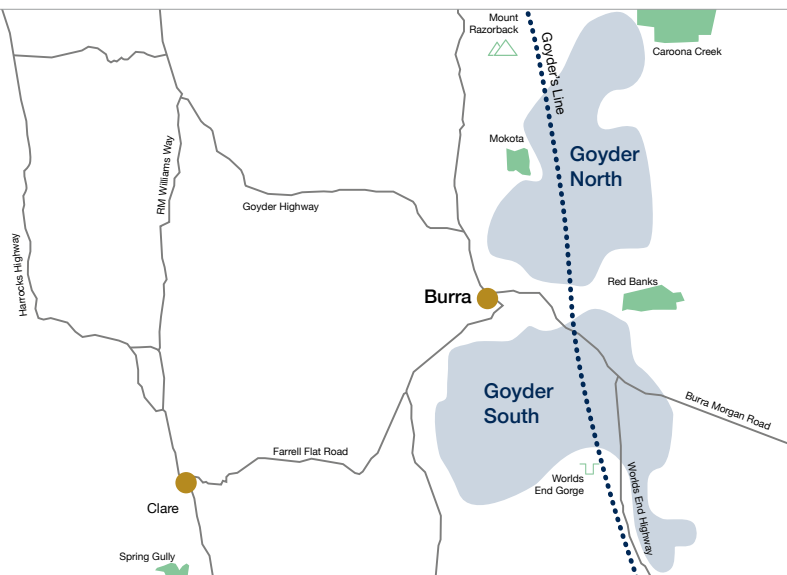 Mount
Razorback
Goyder's Line
Caroona Creek
Mokota
Goyder
North
RM Williams Way
Goyder Highway
Harrocks Highway
Burra
Red Banks
Goyder
South
Burra Morgan Road
Farrell Flat Road
Worlds
End Gorge
Worlds End Highway
Clare
Spring Gully